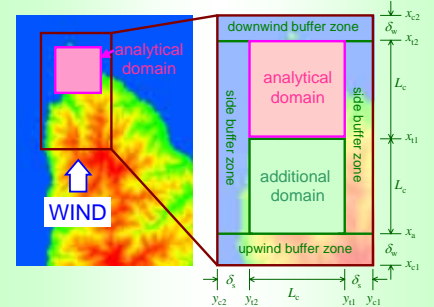 analytical
domain
WIND
downwind buffer zone
side buffer zone
analytical
domain
side buffer zone
additional
domain
upwind buffer zone
x_c2
δ_w
L_c
x_t1
L_c
x_a
δ_w
x_c1
δ_s
L_c
δ_s
y_c2
y_t2
y_t1
y_c1